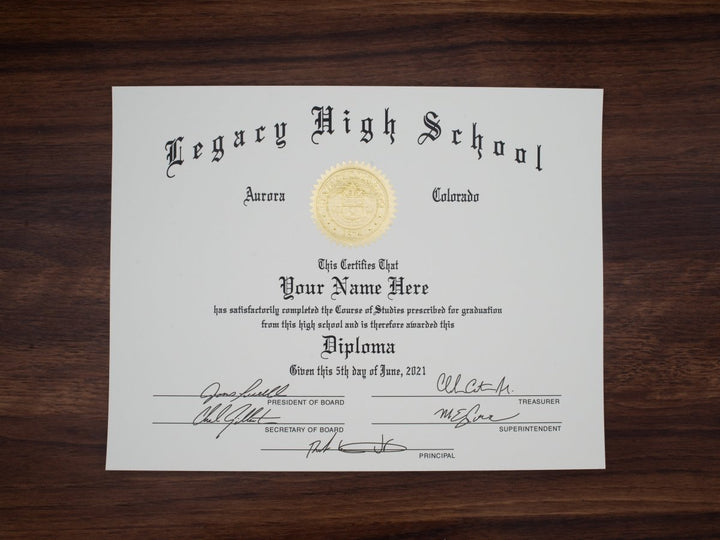 Legacy High School
Aurora Colorado
This Certifies That
Your Name Here
has satisfactorily completed the Course of Studies prescribed for graduation
from this high school and is therefore awarded this
Diploma
Given this 5th day of June, 2021
PRESIDENT OF BOARD TREASURER
SECRETARY OF BOARD SUPERINTENDENT
PRINCIPAL